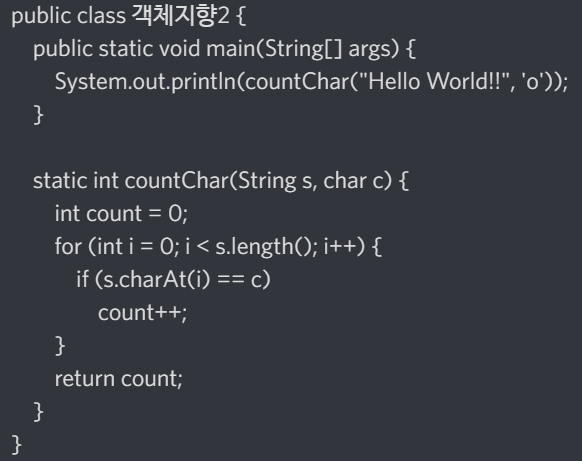 public class 객체지향2 {
public static void main(String[] args) {
System.out.println(countChar("Hello World!!", 'o'));
}
static int countChar(String s, char c) {
int count = 0;
for (int i = 0; i < s.length(); i++) {
if (s.charAt(i) == c)
count++;
}
return count;
}
}